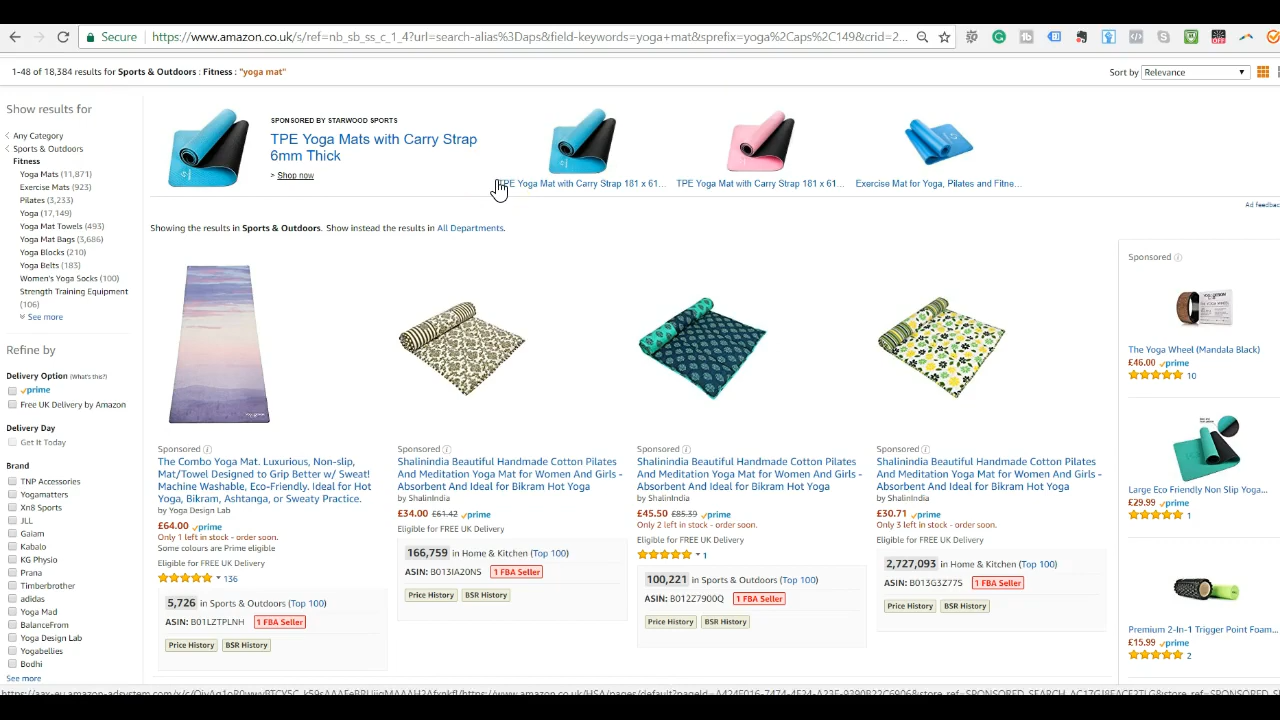 Secure
https://www.amazon.co.uk/s/ref=nb_sb_ss_c_1_4?url=search-alias%3Daps&field-keywords=yoga+mat&sprefix=yoga%2Caps%2C149&crid=2...
1-48 of 18,384 results for Sports & Outdoors : Fitness : "yoga mat"
Sort by Relevance
Show results for
Any Category
Sports & Outdoors
Fitness
Yoga Mats (11,871)
Exercise Mats (923)
Pilates (3,233)
Yoga (17,149)
Yoga Mat Towels (493)
Yoga Mat Bags (3,686)
Yoga Blocks (210)
Yoga Belts (183)
Women's Yoga Socks (100)
Strength Training Equipment
(106)
See more
Refine by
Delivery Option (What's this?)
prime
Free UK Delivery by Amazon
Delivery Day
Get It Today
Brand
TNP Accessories
Yogamatters
Xn8 Sports
JLL
Gaiam
Kabalo
KG Physio
Prana
Timberbrother
adidas
Yoga Mad
BalanceFrom
Yoga Design Lab
Yogabellies
Bodhi
See more
SPONSORED BY STARWOOD SPORTS
TPE Yoga Mats with Carry Strap
6mm Thick
> Shop now
TPE Yoga Mat with Carry Strap 181 x 61...
TPE Yoga Mat with Carry Strap 181 x 61...
Exercise Mat for Yoga, Pilates and Fitne...
Ad feedbac
Showing the results in Sports & Outdoors. Show instead the results in All Departments.
Sponsored
The Combo Yoga Mat. Luxurious, Non-slip,
Mat/Towel Designed to Grip Better w/ Sweat!
Machine Washable, Eco-Friendly. Ideal for Hot
Yoga, Bikram, Ashtanga, or Sweaty Practice.
by Yoga Design Lab
£64.00 prime
Only 1 left in stock - order soon.
Some colours are Prime eligible
Eligible for FREE UK Delivery
136
5,726 in Sports & Outdoors (Top 100)
ASIN: B01LZTPLNH 1 FBA Seller
Price History BSR History
Sponsored
Shalinindia Beautiful Handmade Cotton Pilates
And Meditation Yoga Mat for Women And Girls -
Absorbent And Ideal for Bikram Hot Yoga
by ShalinIndia
£34.00 £61.42 prime
Eligible for FREE UK Delivery
166,759 in Home & Kitchen (Top 100)
ASIN: B013IA20NS 1 FBA Seller
Price History BSR History
Sponsored
Shalinindia Beautiful Handmade Cotton Pilates
And Meditation Yoga Mat for Women And Girls -
Absorbent And Ideal for Bikram Hot Yoga
by ShalinIndia
£45.50 £85.39 prime
Only 2 left in stock - order soon.
Eligible for FREE UK Delivery
1
100,221 in Sports & Outdoors (Top 100)
ASIN: B012Z7900Q 1 FBA Seller
Price History BSR History
Sponsored
Shalinindia Beautiful Handmade Cotton Pilates
And Meditation Yoga Mat for Women And Girls -
Absorbent And Ideal for Bikram Hot Yoga
by ShalinIndia
£30.71 prime
Only 3 left in stock - order soon.
Eligible for FREE UK Delivery
2,727,093 in Home & Kitchen (Top 100)
ASIN: B013G3Z77S 1 FBA Seller
Price History BSR History
Sponsored
The Yoga Wheel (Mandala Black)
£46.00 prime
10
Large Eco Friendly Non Slip Yoga...
£29.99 prime
1
Premium 2-In-1 Trigger Point Foam...
£15.99 prime
2